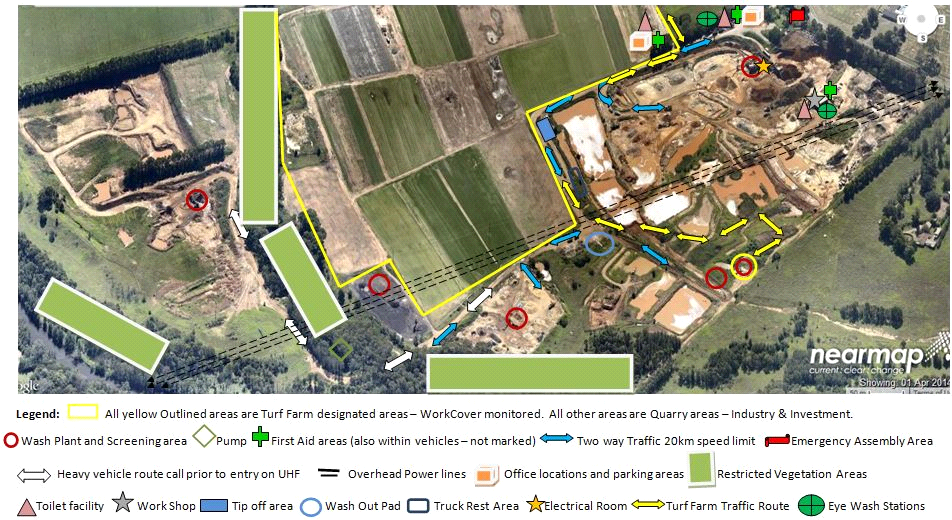 W E
S
nearmap
current: clear: change
Showing: 01 Apr 2014
Legend: All yellow Outlined areas are Turf Farm designated areas – WorkCover monitored. All other areas are Quarry areas – Industry & Investment.
Wash Plant and Screening area Pump First Aid areas (also within vehicles – not marked) Two way Traffic 20km speed limit Emergency Assembly Area
Heavy vehicle route call prior to entry on UHF Overhead Power lines Office locations and parking areas Restricted Vegetation Areas
Toilet facility Work Shop Tip off area Wash Out Pad Truck Rest Area Electrical Room Turf Farm Traffic Route Eye Wash Stations